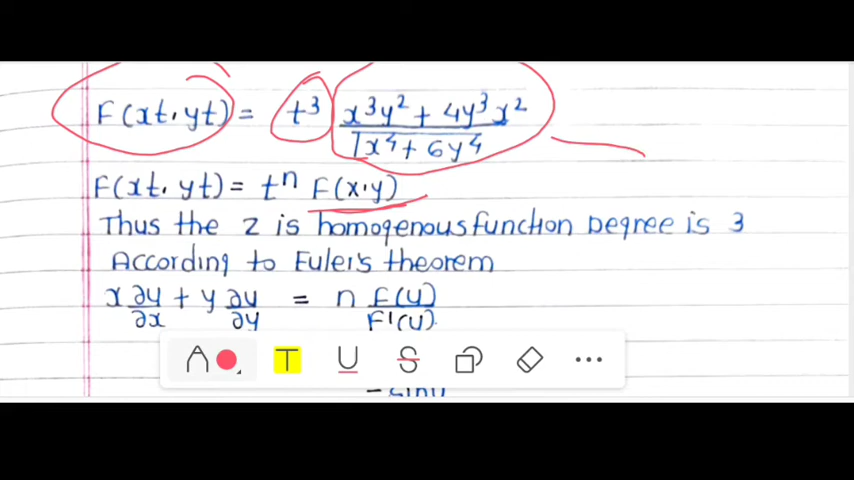 F(xt, yt) = t³ x³y² + 4y³x² / 7x⁴ + 6y⁴
F(xt, yt) = tⁿ F(x,y)
Thus the z is homogenous function Degree is 3
According to Euler's theorem
x ∂u/∂x + y ∂u/∂y = n F(u)/F'(u)
A T U S